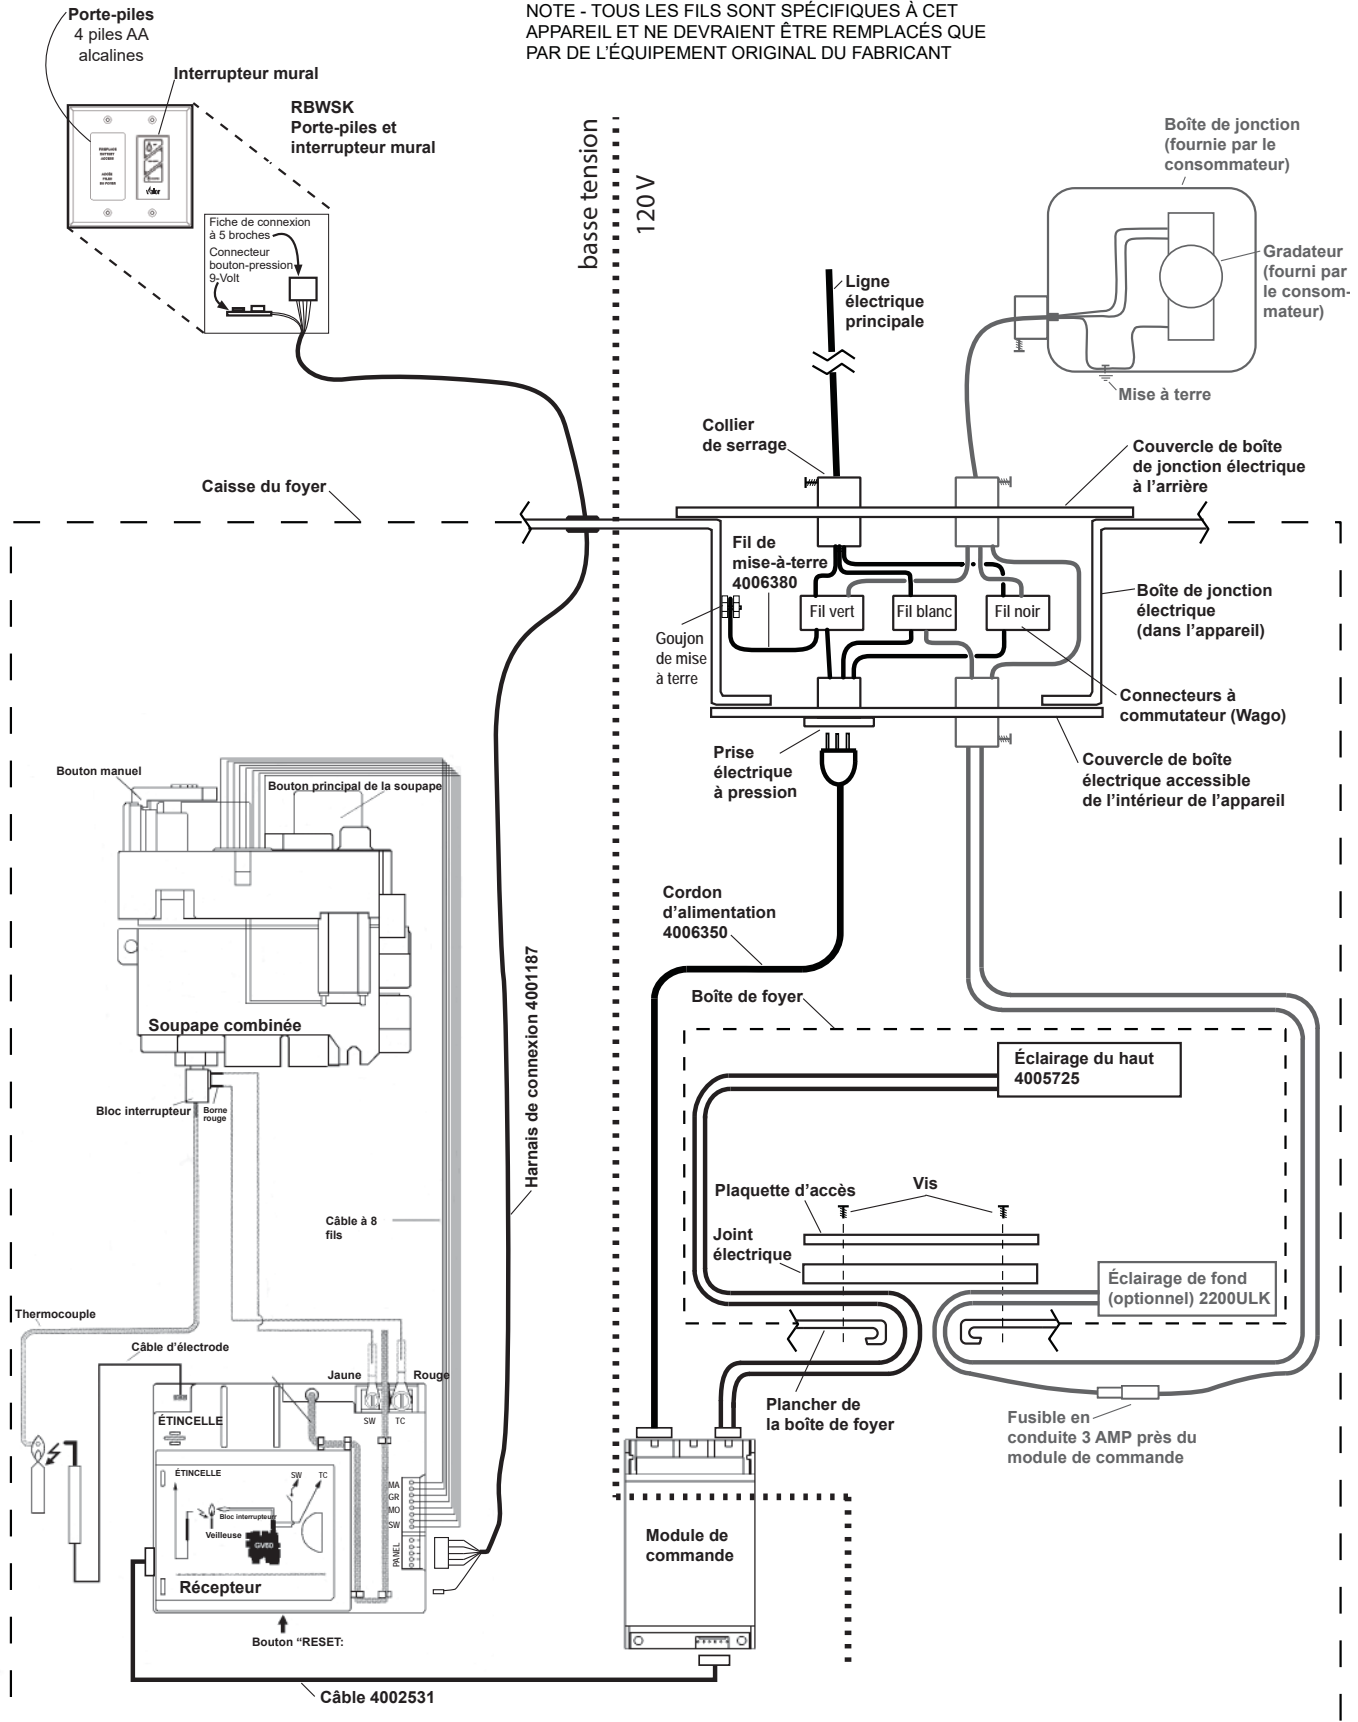 NOTE - TOUS LES FILS SONT SPÉCIFIQUES À CET
APPAREIL ET NE DEVRAIENT ÊTRE REMPLACÉS QUE
PAR DE L'ÉQUIPEMENT ORIGINAL DU FABRICANT
Porte-piles
4 piles AA
alcalines
Interrupteur mural
RBWSK
Porte-piles et
interrupteur mural
FIREPLACE
BATTERY
ACCESS
ACCÈS
PILES
DU FOYER
Valor
Fiche de connexion
à 5 broches
Connecteur
bouton-pression
9-Volt
basse tension
120 V
Boîte de jonction
(fournie par le
consommateur)
Gradateur
(fourni par
le consom-
mateur)
Mise à terre
Ligne
électrique
principale
Collier
de serrage
Couvercle de boîte
de jonction électrique
à l'arrière
Caisse du foyer
Fil de
mise-à-terre
4006380
Fil vert
Fil blanc
Fil noir
Goujon
de mise
à terre
Boîte de jonction
électrique
(dans l'appareil)
Connecteurs à
commutateur (Wago)
Prise
électrique
à pression
Couvercle de boîte
électrique accessible
de l'intérieur de l'appareil
Bouton manuel
Bouton principal de la soupape
Soupape combinée
Bloc interrupteur
Borne
rouge
Harnais de connexion 4001187
Cordon
d'alimentation
4006350
Boîte de foyer
Éclairage du haut
4005725
Plaquette d'accès
Vis
Joint
électrique
Câble à 8
fils
Éclairage de fond
(optionnel) 2200ULK
Thermocouple
Câble d'électrode
Jaune
Rouge
SW
TC
ÉTINCELLE
Plancher de
la boîte de foyer
Fusible en
conduite 3 AMP près du
module de commande
ÉTINCELLE
SW
TC
Bloc interrupteur
Veilleuse
GV60
MA
GR
MO
SW
PANEL
Récepteur
Module de
commande
Bouton “RESET:
Câble 4002531